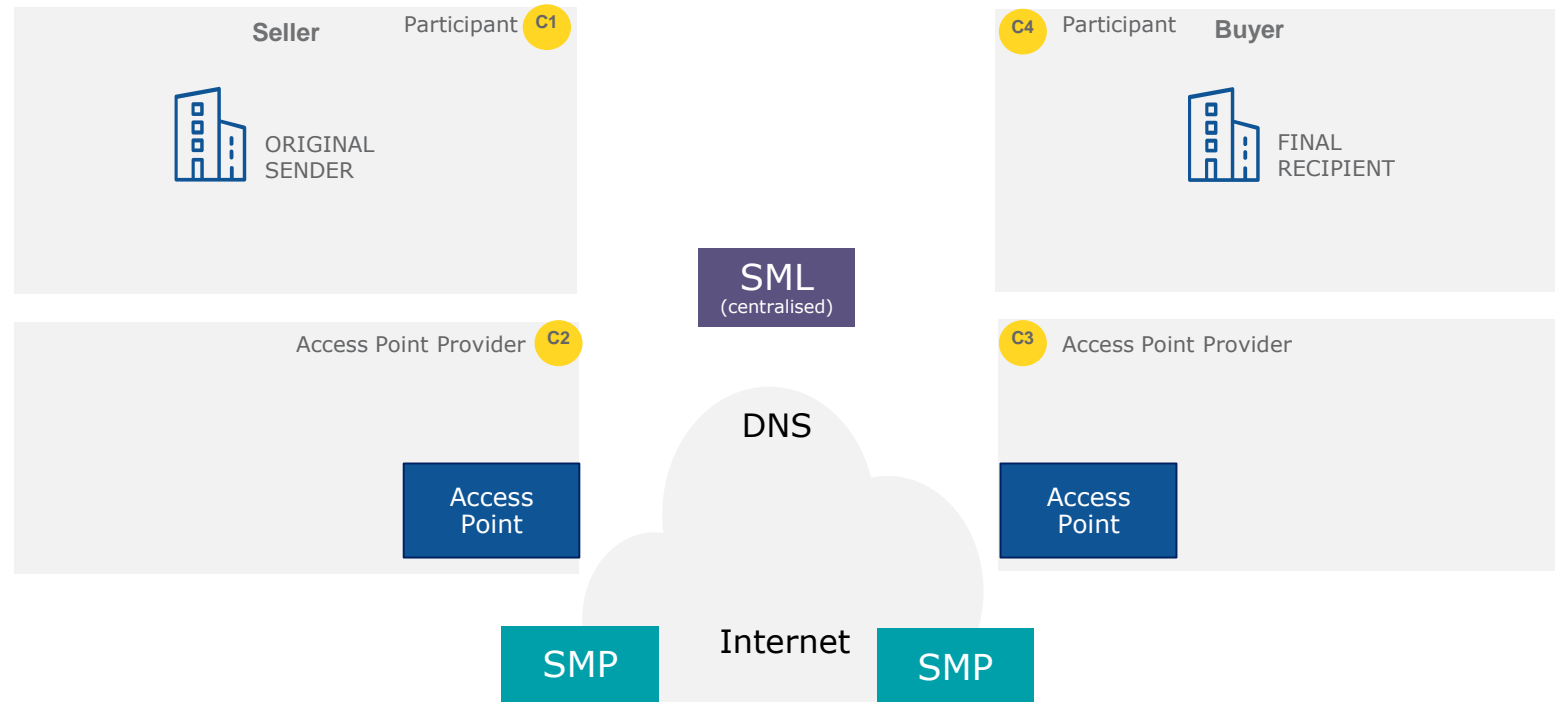 Seller
Participant
C1
ORIGINAL
SENDER
C4
Participant
Buyer
FINAL
RECIPIENT
SML
(centralised)
Access Point Provider
C2
C3
Access Point Provider
DNS
Access
Point
Access
Point
Internet
SMP
SMP